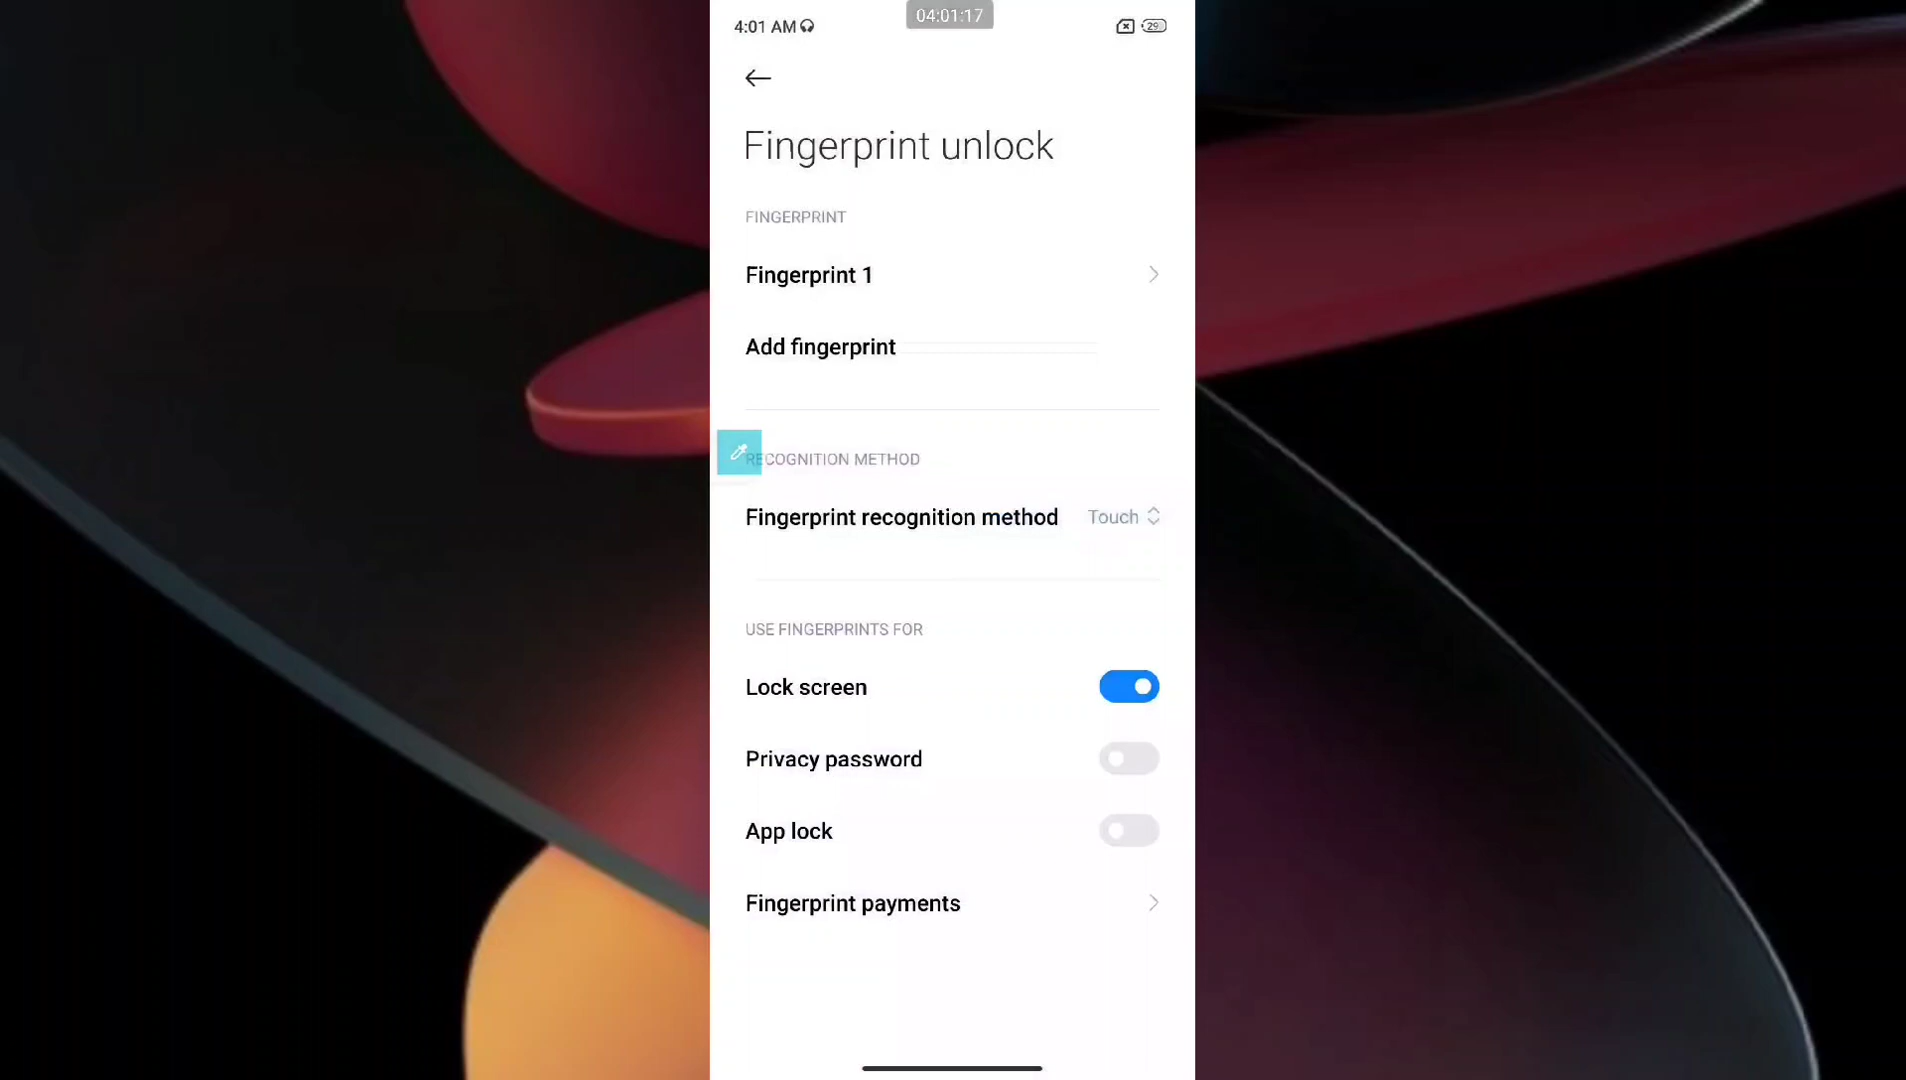 04:01:17
4:01 AM
29
Fingerprint unlock
FINGERPRINT
Fingerprint 1
Add fingerprint
RECOGNITION METHOD
Fingerprint recognition method Touch
USE FINGERPRINTS FOR
Lock screen
Privacy password
App lock
Fingerprint payments